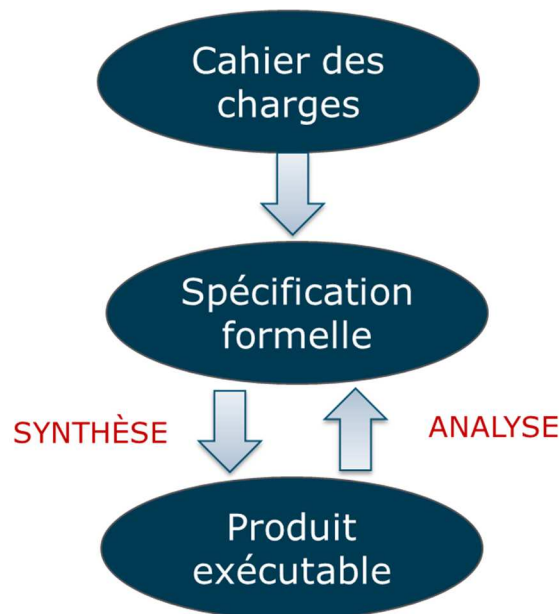 Cahier des
charges
Spécification
formelle
SYNTHÈSE
ANALYSE
Produit
exécutable